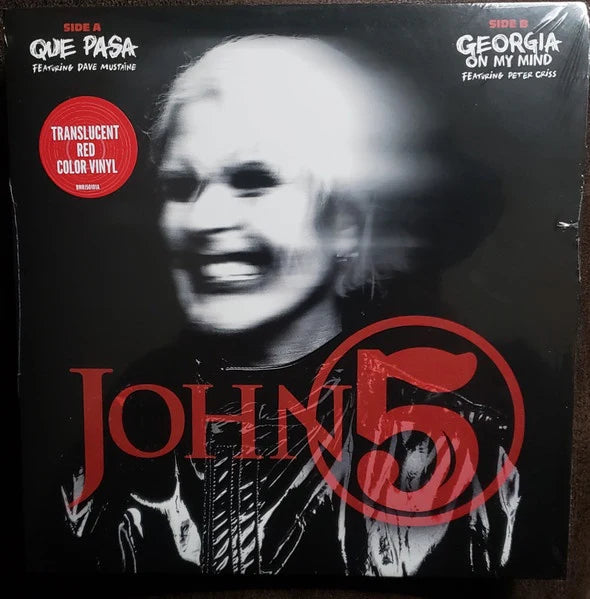 SIDE A
QUE PASA
FEATURING DAVE MUSTAINE
SIDE B
GEORGIA
ON MY MIND
FEATURING PETER CRISS
TRANSLUCENT
RED
COLOR VINYL
JOHN 5